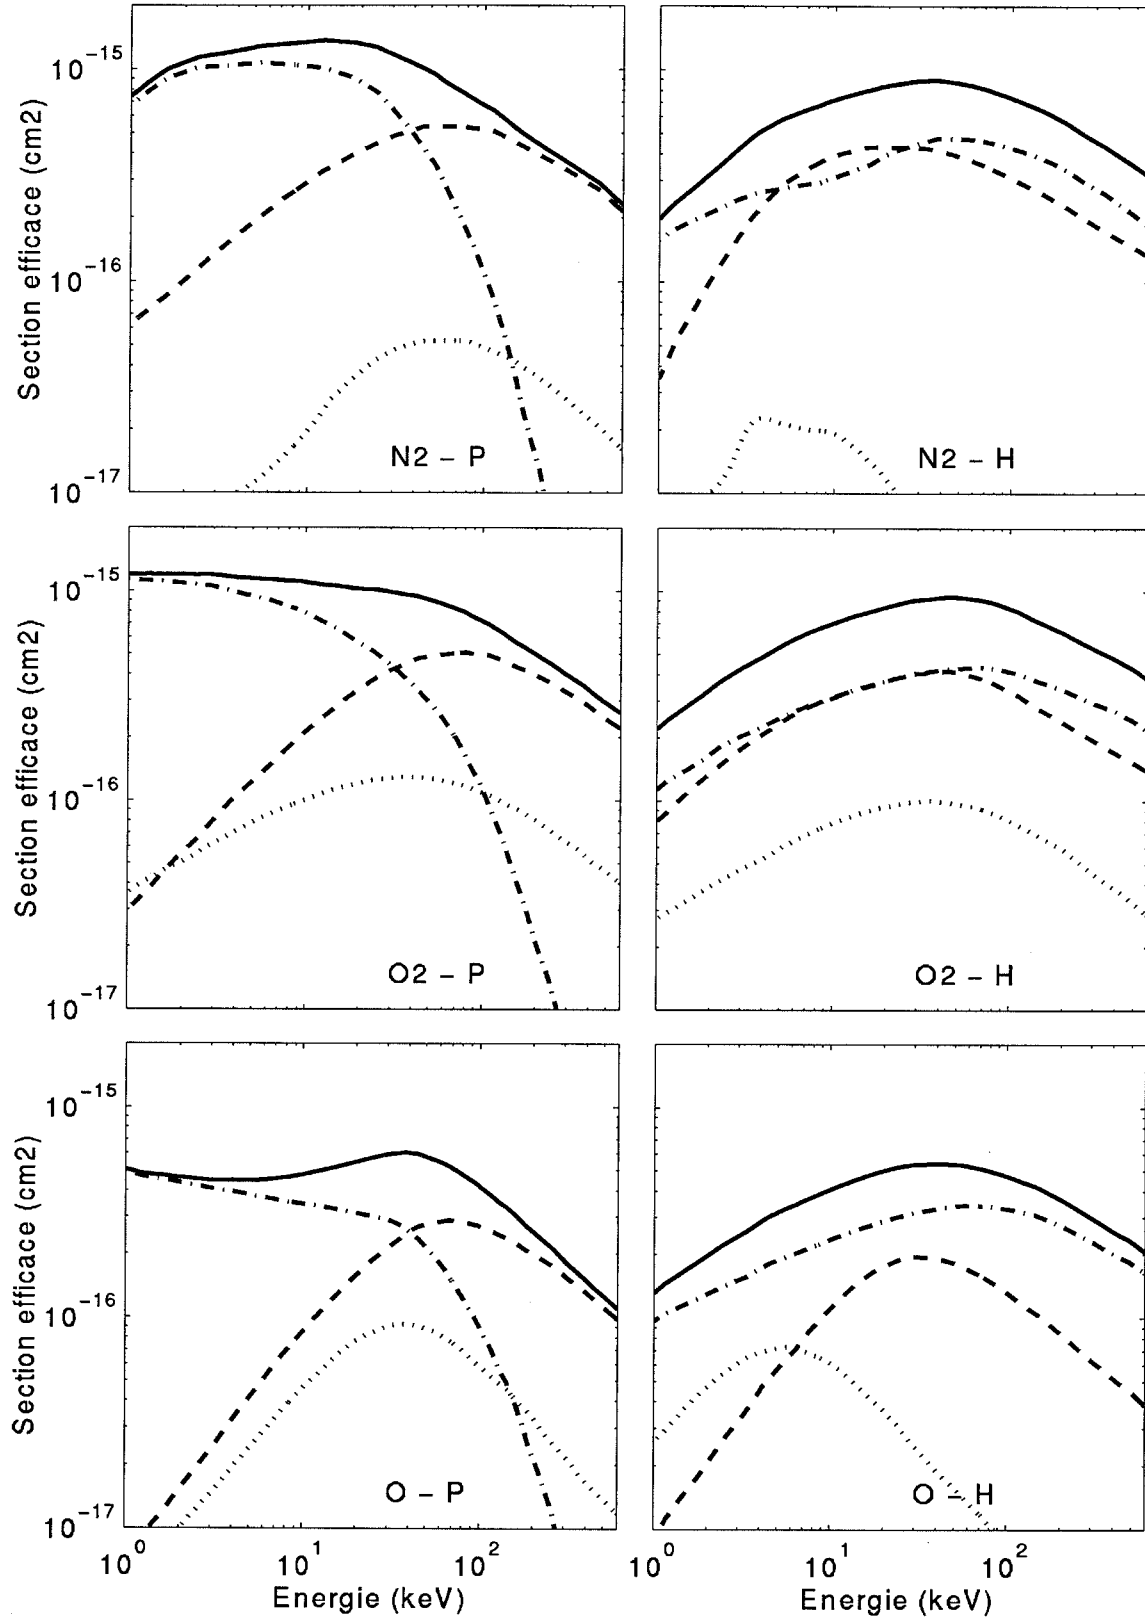 Section efficace (cm2)
10^-15
10^-16
10^-17
N2 – P
N2 – H
Section efficace (cm2)
10^-15
10^-16
10^-17
O2 – P
O2 – H
Section efficace (cm2)
10^-15
10^-16
10^-17
O – P
O – H
10^0
10^1
10^2
10^0
10^1
10^2
Energie (keV)
Energie (keV)